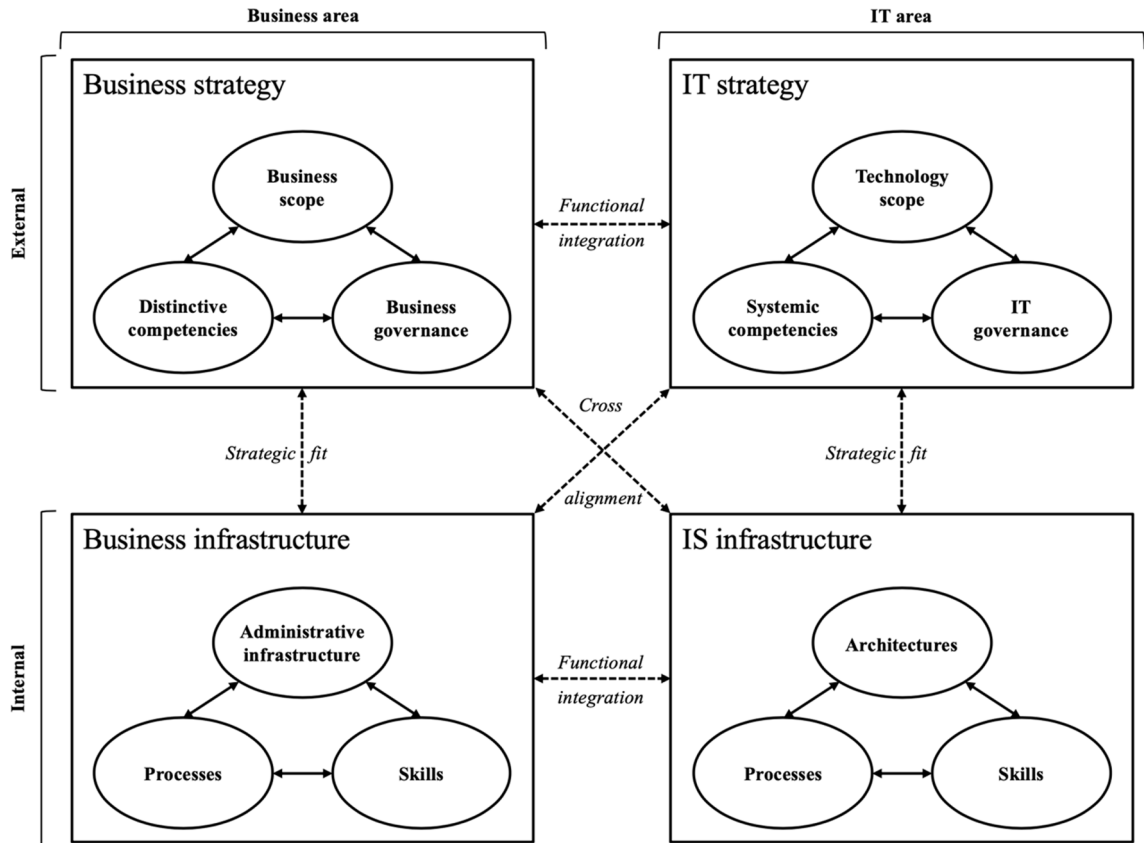 Business area
IT area
External
Business strategy
Business
scope
Distinctive
competencies
Business
governance
Functional
integration
IT strategy
Technology
scope
Systemic
competencies
IT
governance
Strategic fit
Cross
alignment
Strategic fit
Internal
Business infrastructure
Administrative
infrastructure
Processes
Skills
Functional
integration
IS infrastructure
Architectures
Processes
Skills